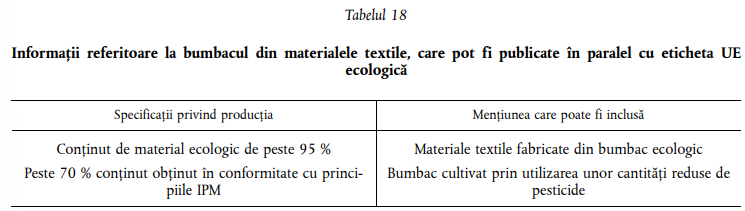 Tabelul 18
Informații referitoare la bumbacul din materialele textile, care pot fi publicate în paralel cu eticheta UE
ecologică
Specificații privind producția
Mențiunea care poate fi inclusă
Conținut de material ecologic de peste 95 %
Materiale textile fabricate din bumbac ecologic
Peste 70 % conținut obținut în conformitate cu princi-
piile IPM
Bumbac cultivat prin utilizarea unor cantități reduse de
pesticide